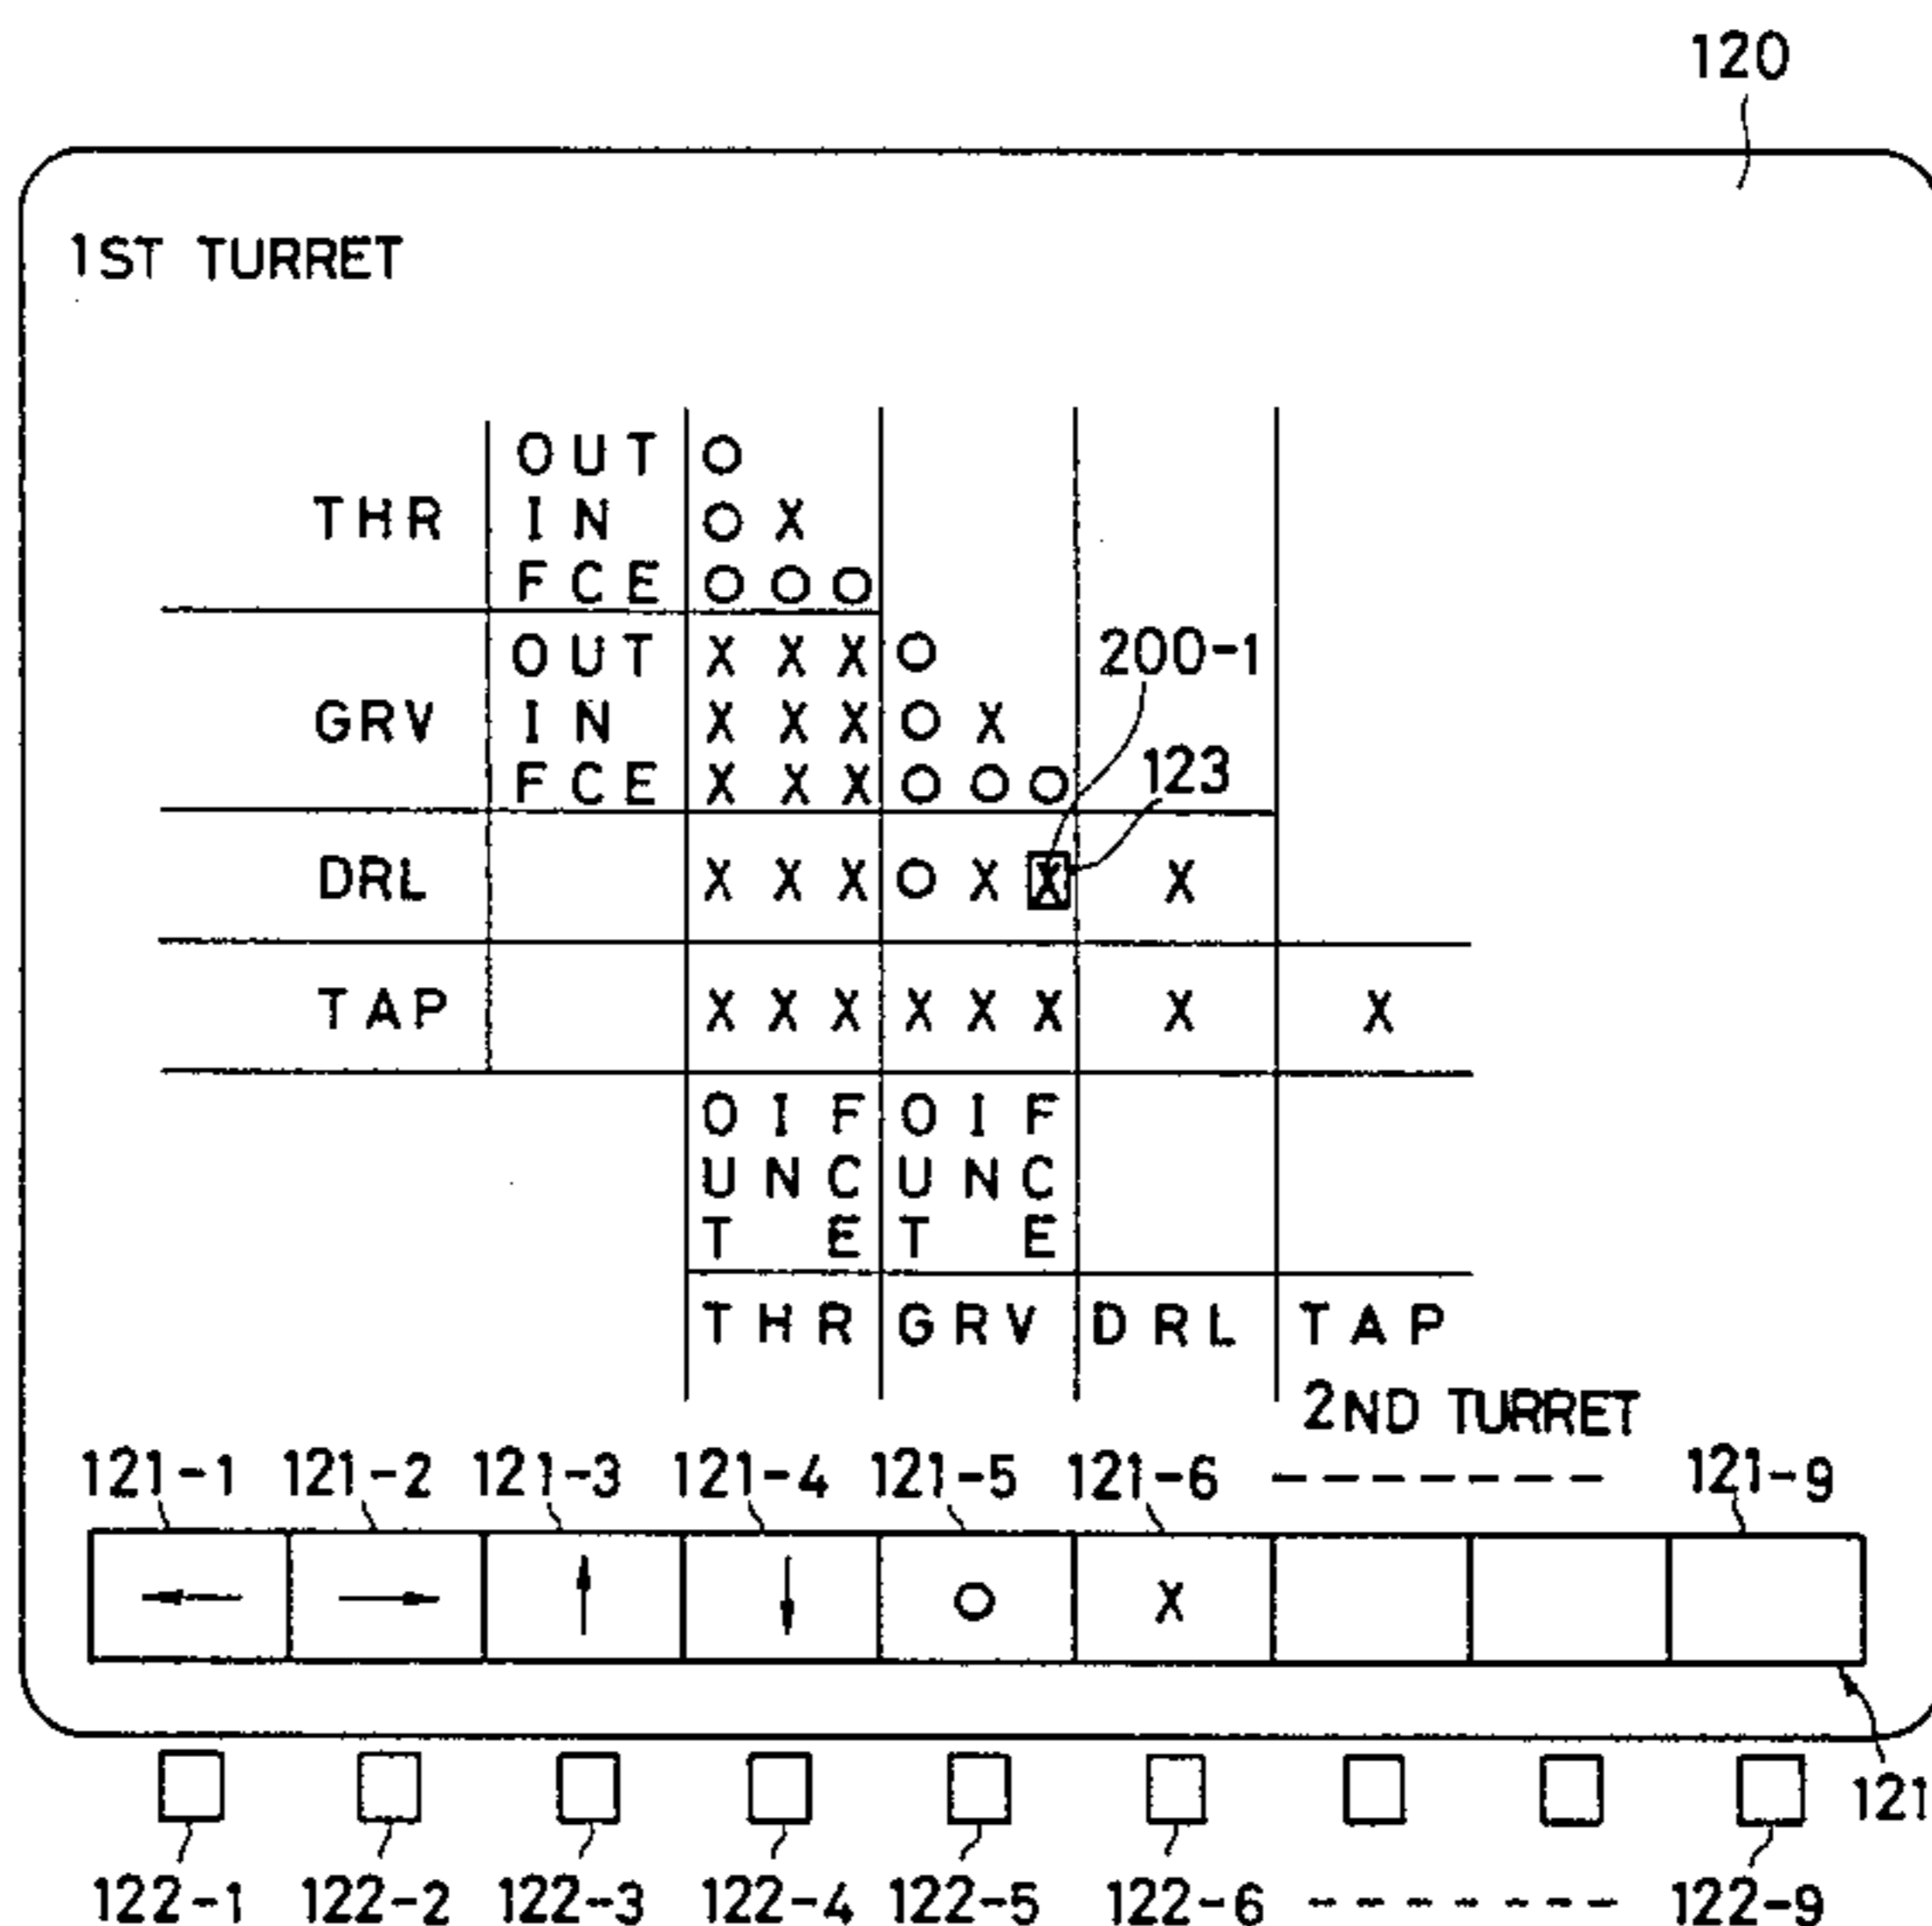 120
1ST TURRET
OUT O
THR IN O X
FCE O O O
OUT X X X O 200-1
GRV IN X X X O X
FCE X X X O O O 123
DRL X X X O X X X
TAP X X X X X X X X
O I F O I F
U N C U N C
T E T E
THR GRV DRL TAP
2ND TURRET
121-1 121-2 121-3 121-4 121-5 121-6 ------ 121-9
← → ↑ ↓ O X
121
122-1 122-2 122-3 122-4 122-5 122-6 ------ 122-9